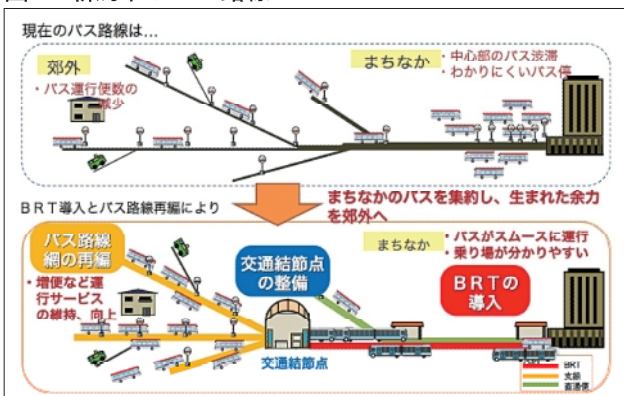 現在のバス路線は…
郊外
・バス運行便数の
減少
まちなか
・中心部のバス渋滞
・わかりにくいバス停
まちなかのバスを集約し、生まれた余力
を郊外へ
BRT導入とバス路線再編により
バス路線
網の再編
・増便など運
行サービス
の維持、向上
交通結節点
の整備
交通結節点
まちなか
・バスがスムースに運行
・乗り場が分かりやすい
BRTの
導入
BRT
支線
直通便